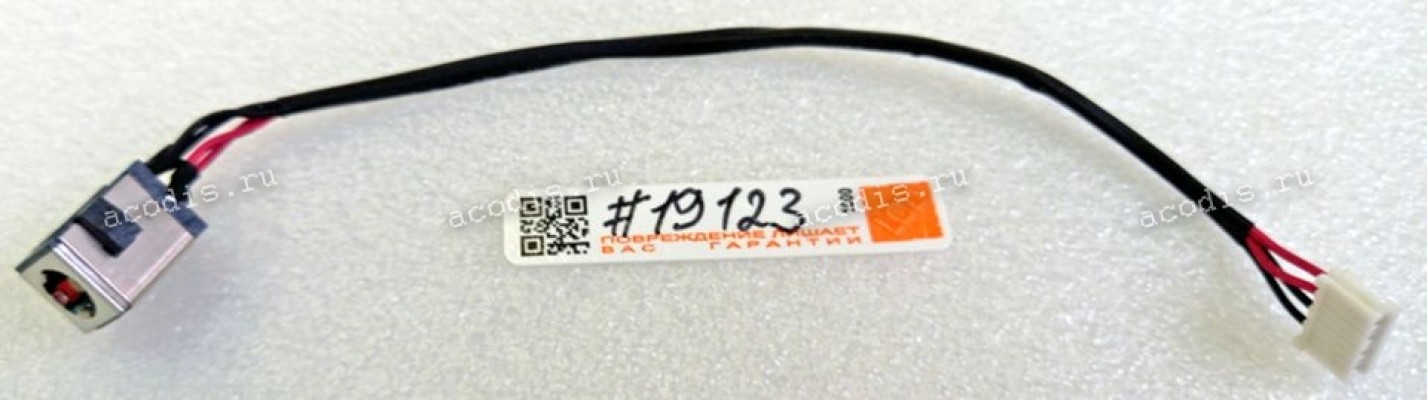 acodis.ru
acodis.ru
acodis.ru
acodis.ru
#19123
ПОВРЕЖДЕНИЕ ЛИШАЕТ
ВАС ГАРАНТИИ